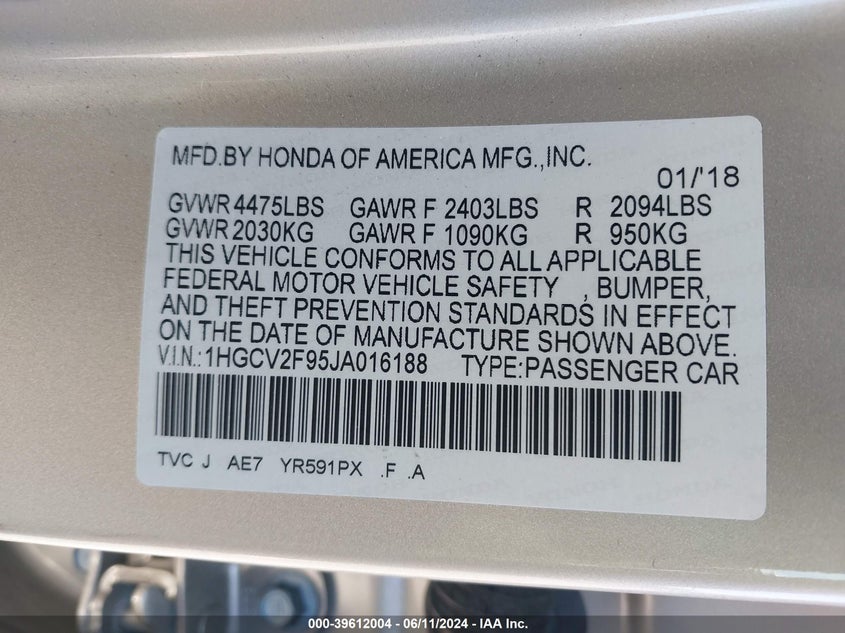 MFD.BY HONDA OF AMERICA MFG.,INC.
01/'18
GVWR 4475LBS GAWR F 2403LBS R 2094LBS
GVWR 2030KG GAWR F 1090KG R 950KG
THIS VEHICLE CONFORMS TO ALL APPLICABLE
FEDERAL MOTOR VEHICLE SAFETY , BUMPER,
AND THEFT PREVENTION STANDARDS IN EFFECT
ON THE DATE OF MANUFACTURE SHOWN ABOVE.
V.I.N.:1HGCV2F95JA016188 TYPE:PASSENGER CAR
TVC J AE7 YR591PX .F .A
000-39612004 - 06/11/2024 - IAA Inc.